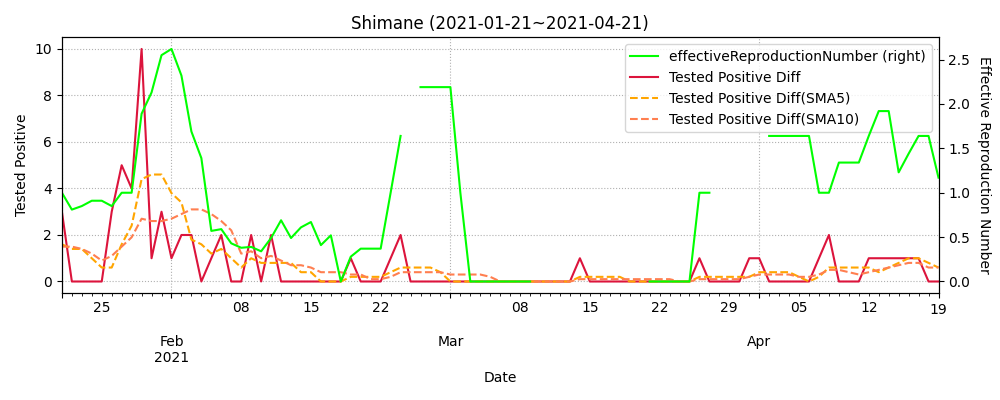 Shimane (2021-01-21~2021-04-21)
effectiveReproductionNumber (right)
Tested Positive Diff
Tested Positive Diff(SMA5)
Tested Positive Diff(SMA10)
Tested Positive
10
8
6
4
2
0
Effective Reproduction Number
2.5
2.0
1.5
1.0
0.5
0.0
25 08 15 22 08 15 22 29 05 12 19
Feb Mar Apr
2021
Date